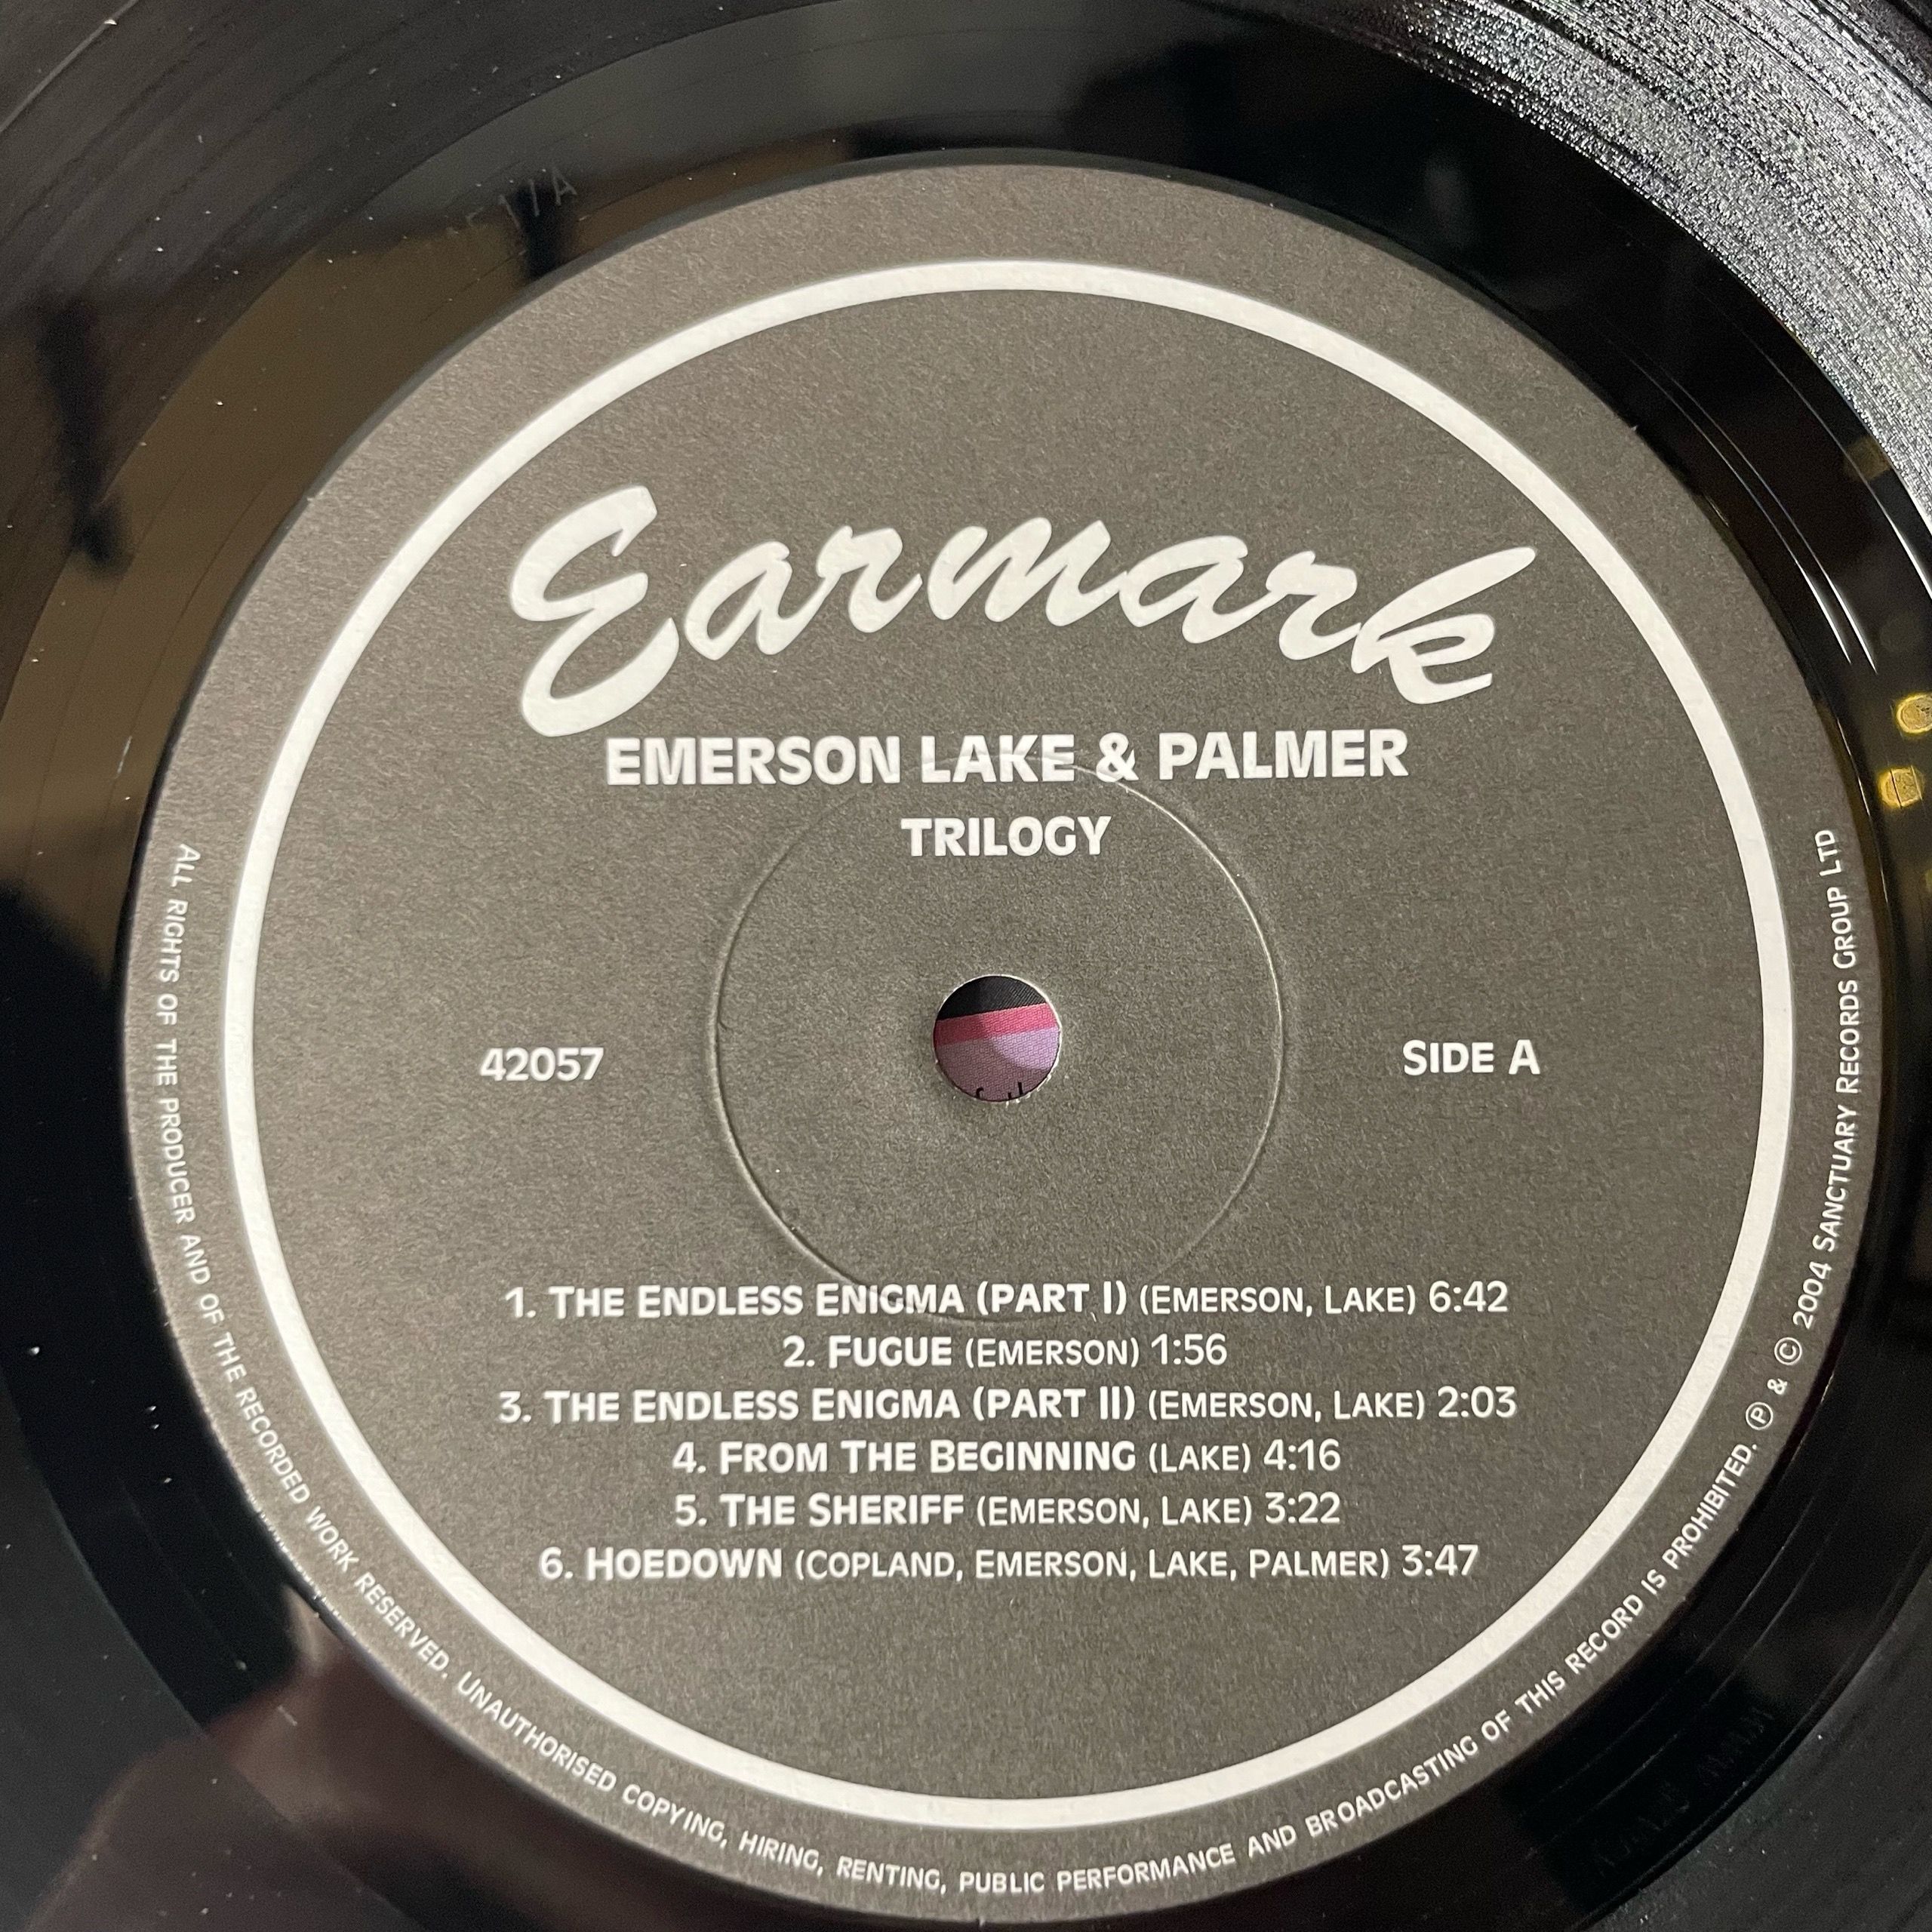 Earmark
EMERSON LAKE & PALMER
TRILOGY
42057
SIDE A
1. THE ENDLESS ENIGMA (PART I) (EMERSON, LAKE) 6:42
2. FUGUE (EMERSON) 1:56
3. THE ENDLESS ENIGMA (PART II) (EMERSON, LAKE) 2:03
4. FROM THE BEGINNING (LAKE) 4:16
5. THE SHERIFF (EMERSON, LAKE) 3:22
6. HOEDOWN (COPLAND, EMERSON, LAKE, PALMER) 3:47
ALL RIGHTS OF THE PRODUCER AND OF THE RECORDED WORK RESERVED. UNAUTHORISED COPYING, HIRING, RENTING, PUBLIC PERFORMANCE AND BROADCASTING OF THIS RECORD IS PROHIBITED. ℗ & © 2004 SANCTUARY RECORDS GROUP LTD